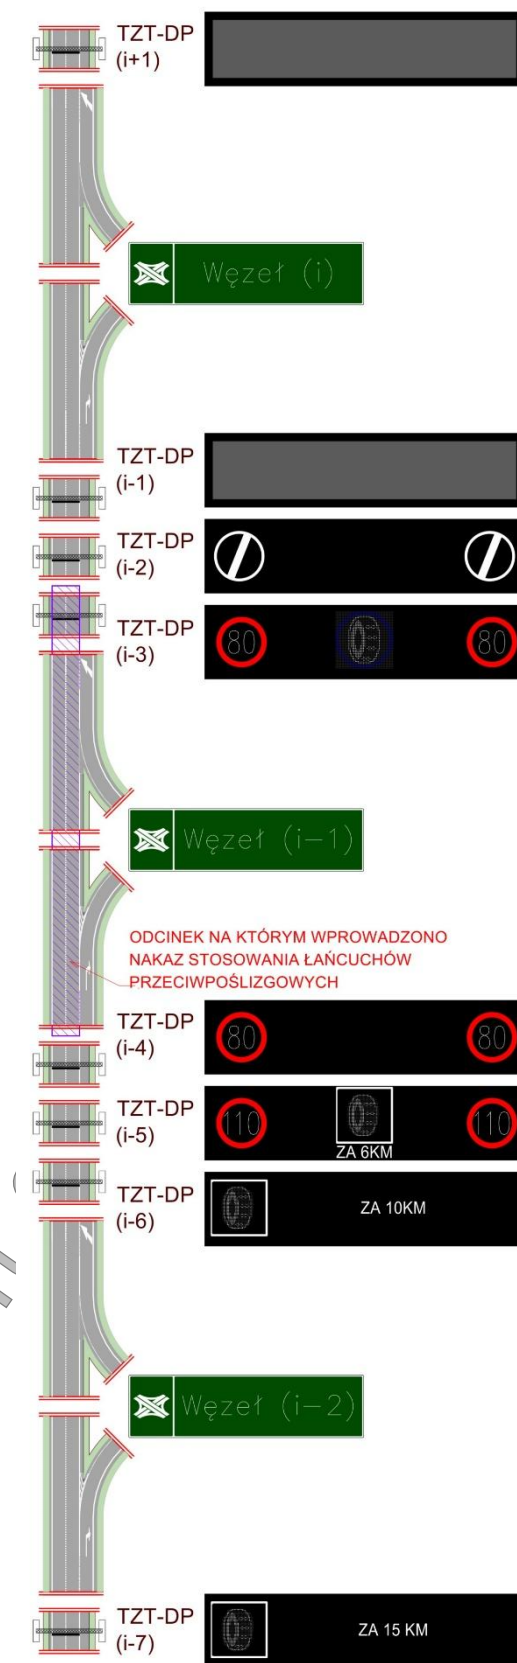 TZT-DP
(i+1)
Węzeł (i)
TZT-DP
(i-1)
TZT-DP
(i-2)
TZT-DP
(i-3)
80
80
Węzeł (i-1)
ODCINEK NA KTÓRYM WPROWADZONO
NAKAZ STOSOWANIA ŁAŃCUCHÓW
PRZECIWPOŚLIZGOWYCH
TZT-DP
(i-4)
80
80
TZT-DP
(i-5)
110
110
ZA 6KM
TZT-DP
(i-6)
ZA 10KM
Węzeł (i-2)
TZT-DP
(i-7)
ZA 15 KM